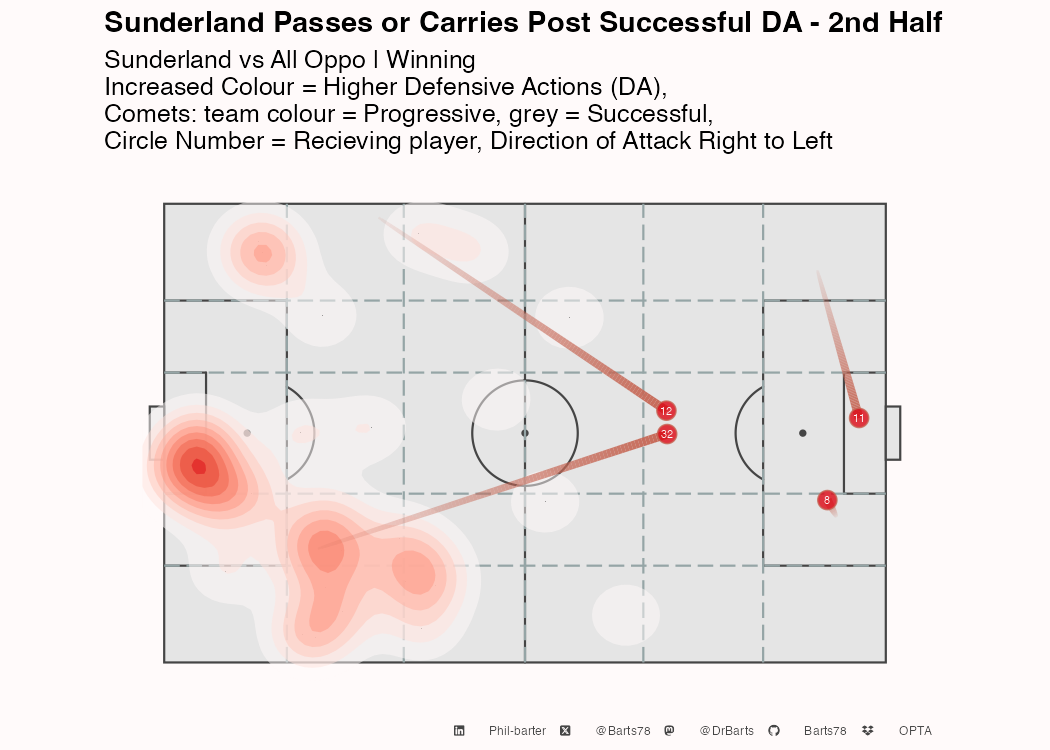 Sunderland Passes or Carries Post Successful DA - 2nd Half
Sunderland vs All Oppo | Winning
Increased Colour = Higher Defensive Actions (DA),
Comets: team colour = Progressive, grey = Successful,
Circle Number = Recieving player, Direction of Attack Right to Left
12
11
32
8
Phil-barter @Barts78 @DrBarts Barts78 OPTA